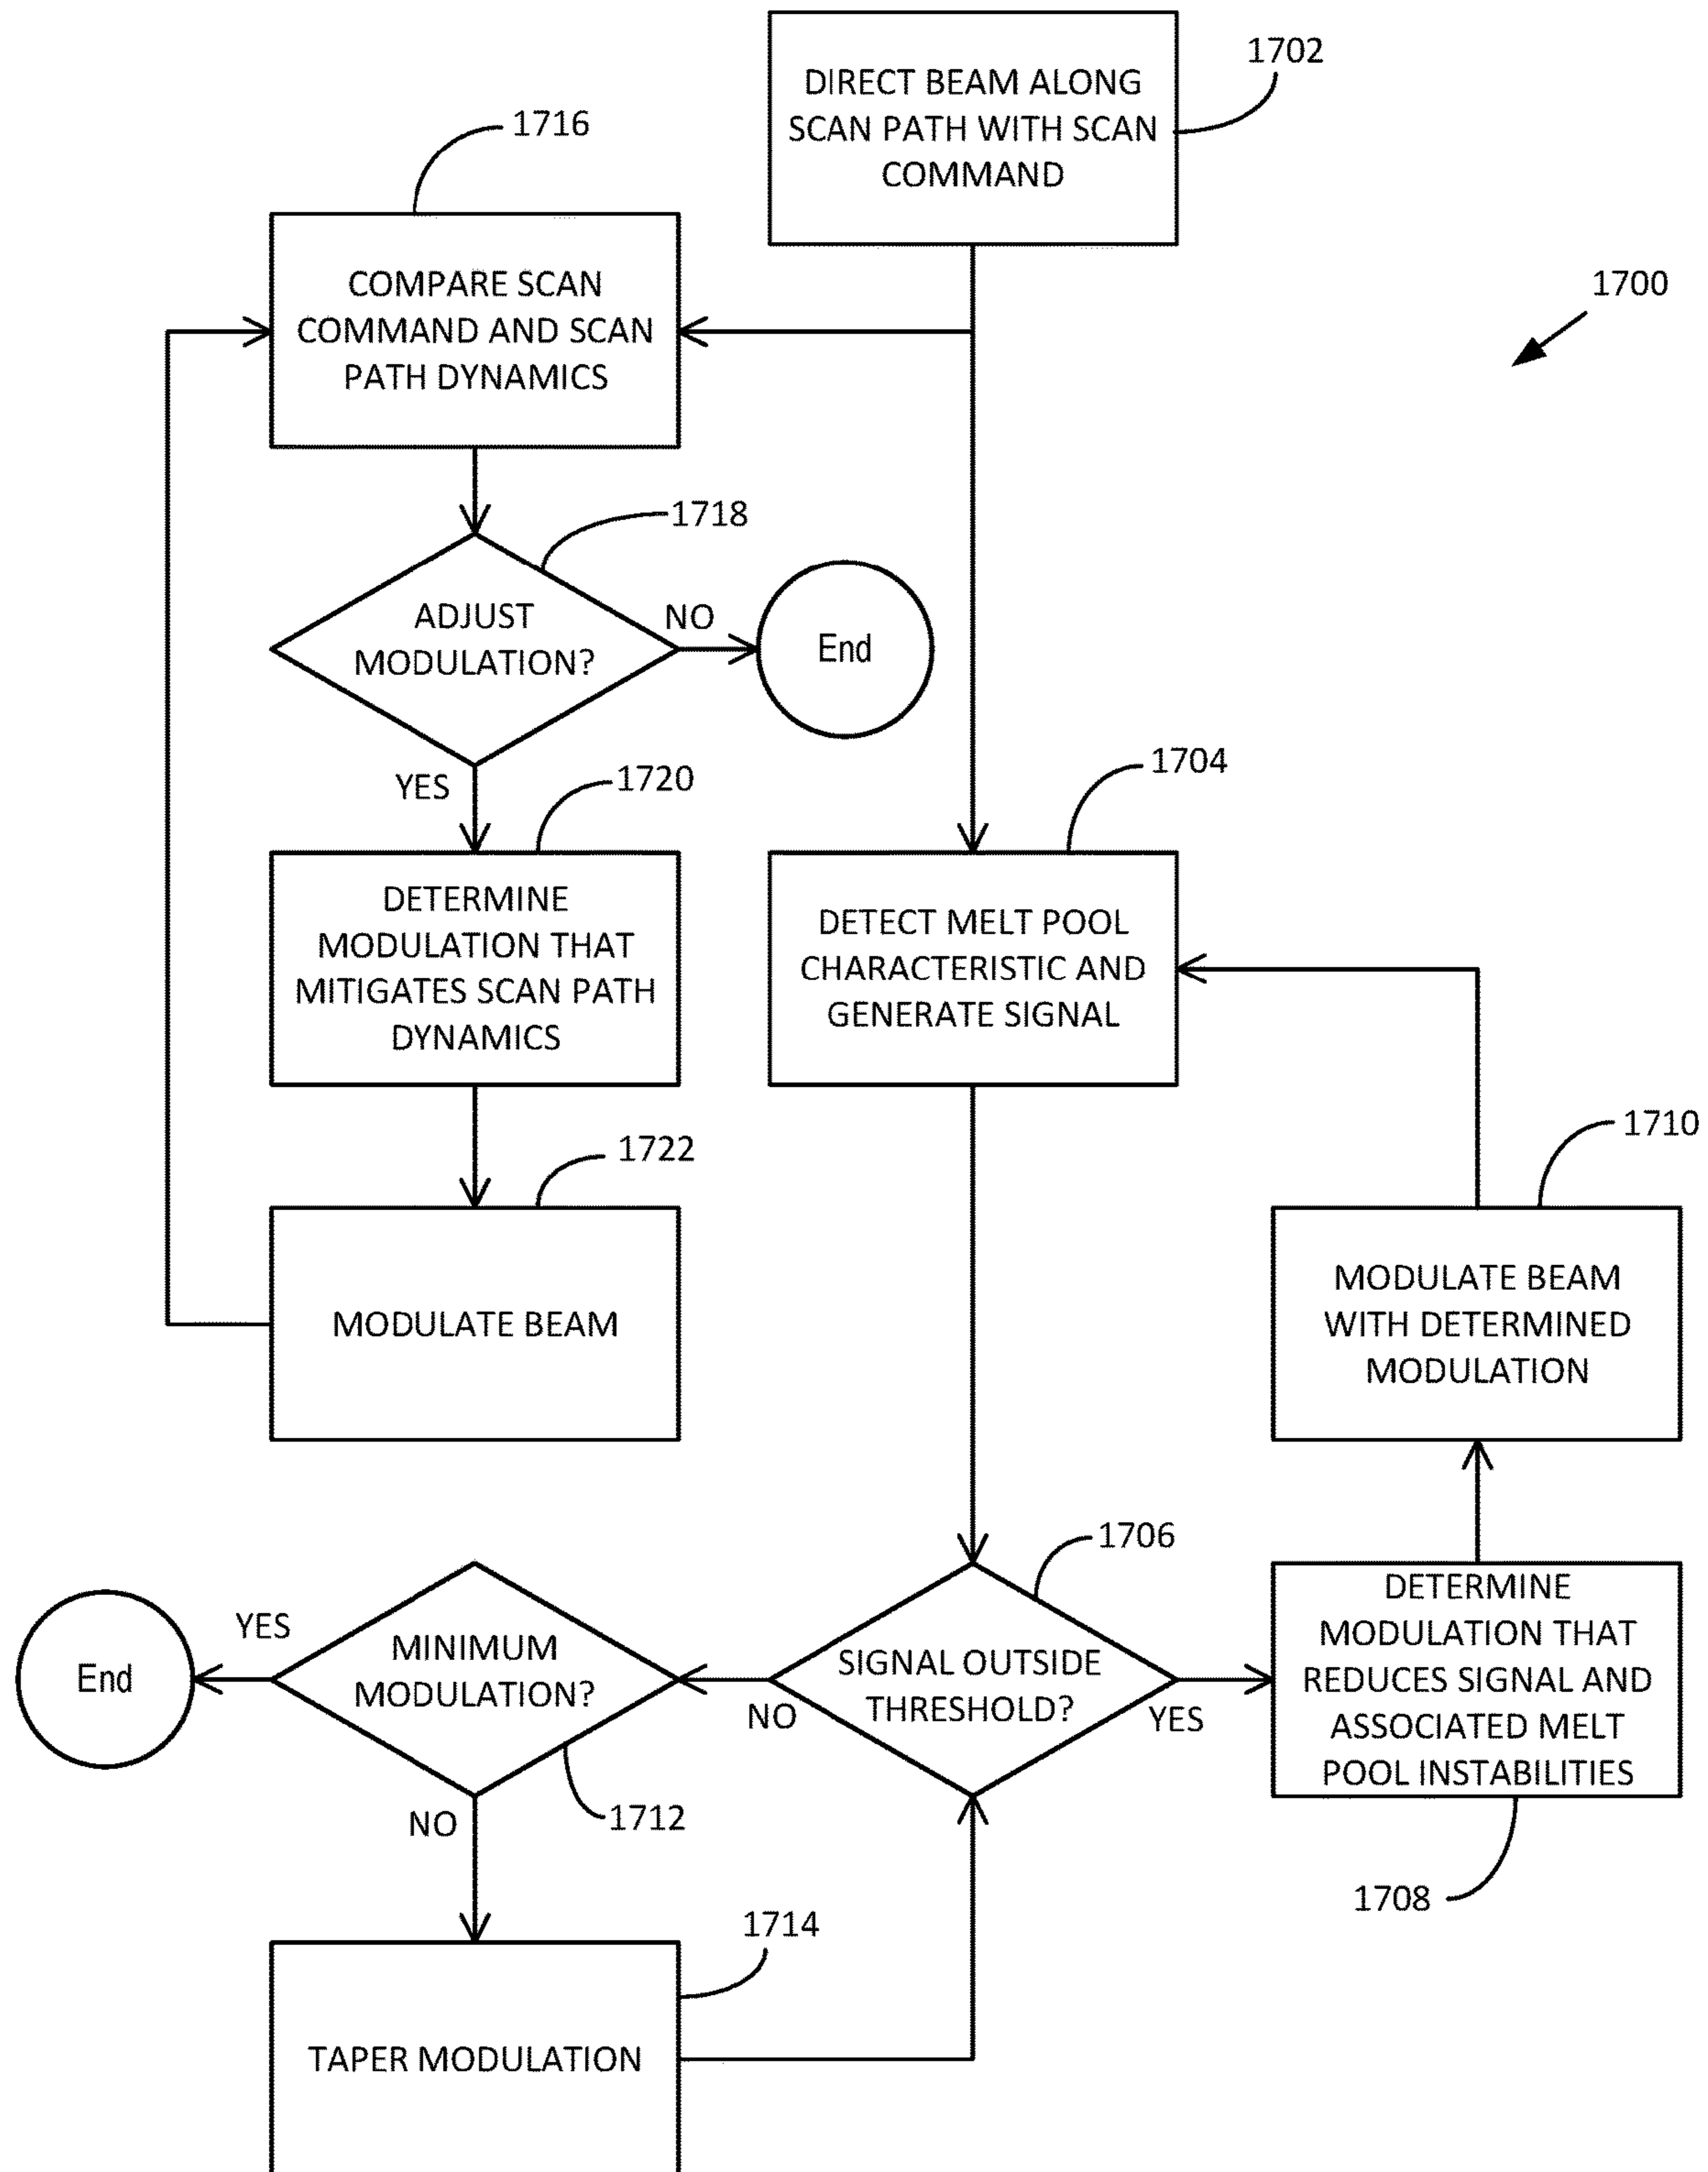 DIRECT BEAM ALONG
SCAN PATH WITH SCAN
COMMAND
1702
1716
COMPARE SCAN
COMMAND AND SCAN
PATH DYNAMICS
1700
1718
ADJUST
MODULATION?
NO
End
YES
1720
DETERMINE
MODULATION THAT
MITIGATES SCAN PATH
DYNAMICS
1704
DETECT MELT POOL
CHARACTERISTIC AND
GENERATE SIGNAL
1722
MODULATE BEAM
1710
MODULATE BEAM
WITH DETERMINED
MODULATION
1706
SIGNAL OUTSIDE
THRESHOLD?
YES
NO
DETERMINE
MODULATION THAT
REDUCES SIGNAL AND
ASSOCIATED MELT
POOL INSTABILITIES
1708
MINIMUM
MODULATION?
YES
End
1712
NO
1714
TAPER MODULATION